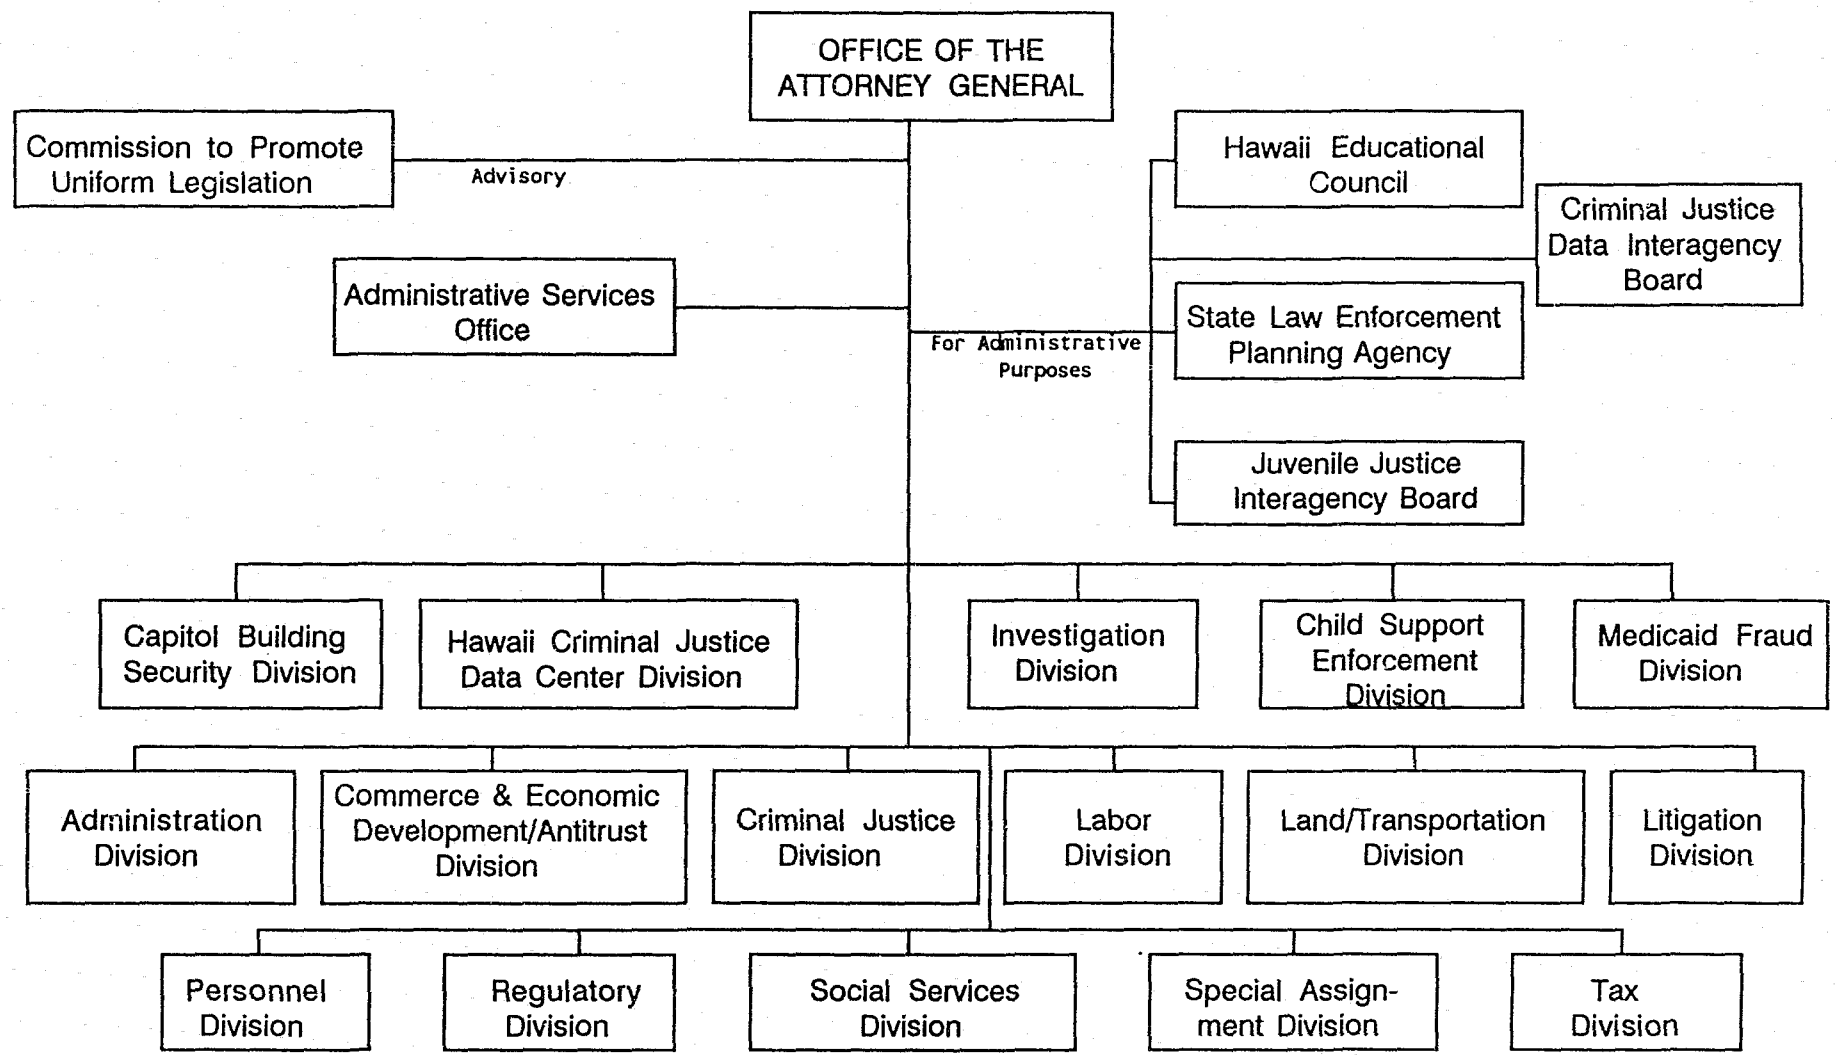 OFFICE OF THE
ATTORNEY GENERAL
Commission to Promote
Uniform Legislation
Advisory
Hawaii Educational
Council
Criminal Justice
Data Interagency
Board
Administrative Services
Office
State Law Enforcement
Planning Agency
For Administrative
Purposes
Juvenile Justice
Interagency Board
Capitol Building
Security Division
Hawaii Criminal Justice
Data Center Division
Investigation
Division
Child Support
Enforcement
Division
Medicaid Fraud
Division
Administration
Division
Commerce & Economic
Development/Antitrust
Division
Criminal Justice
Division
Labor
Division
Land/Transportation
Division
Litigation
Division
Personnel
Division
Regulatory
Division
Social Services
Division
Special Assign-
ment Division
Tax
Division